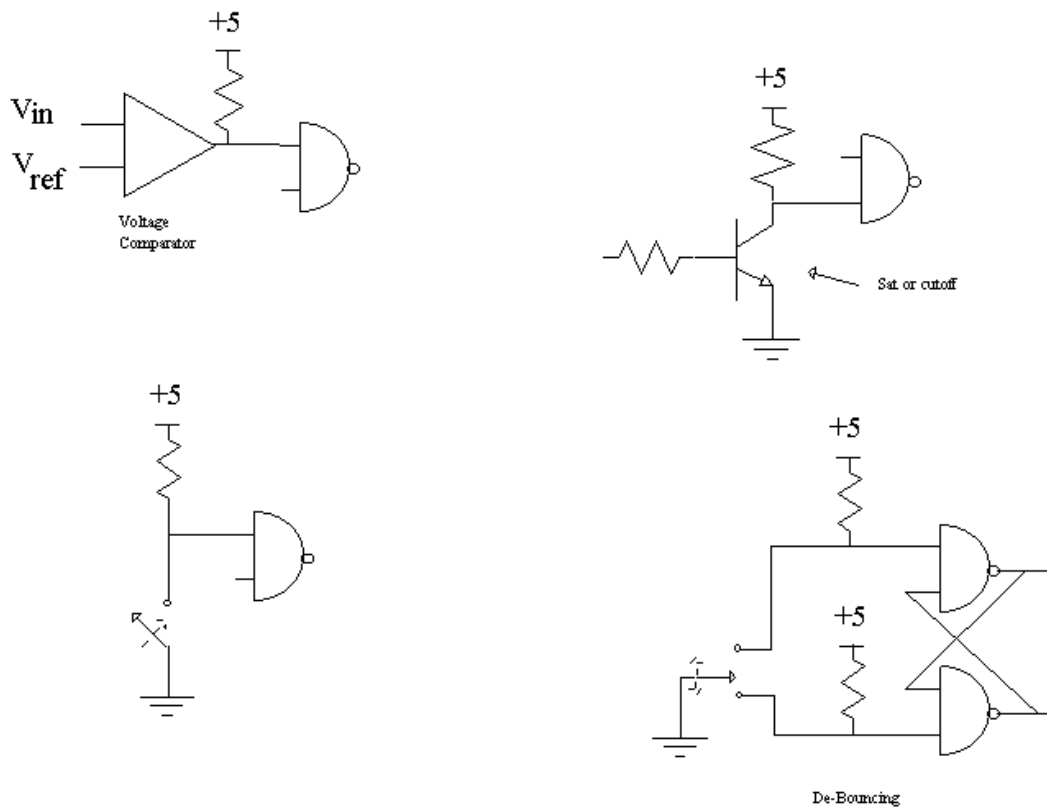 +5
Vin
Vref
Voltage
Comparator
+5
Sat or cutoff
+5
+5
+5
De-Bouncing